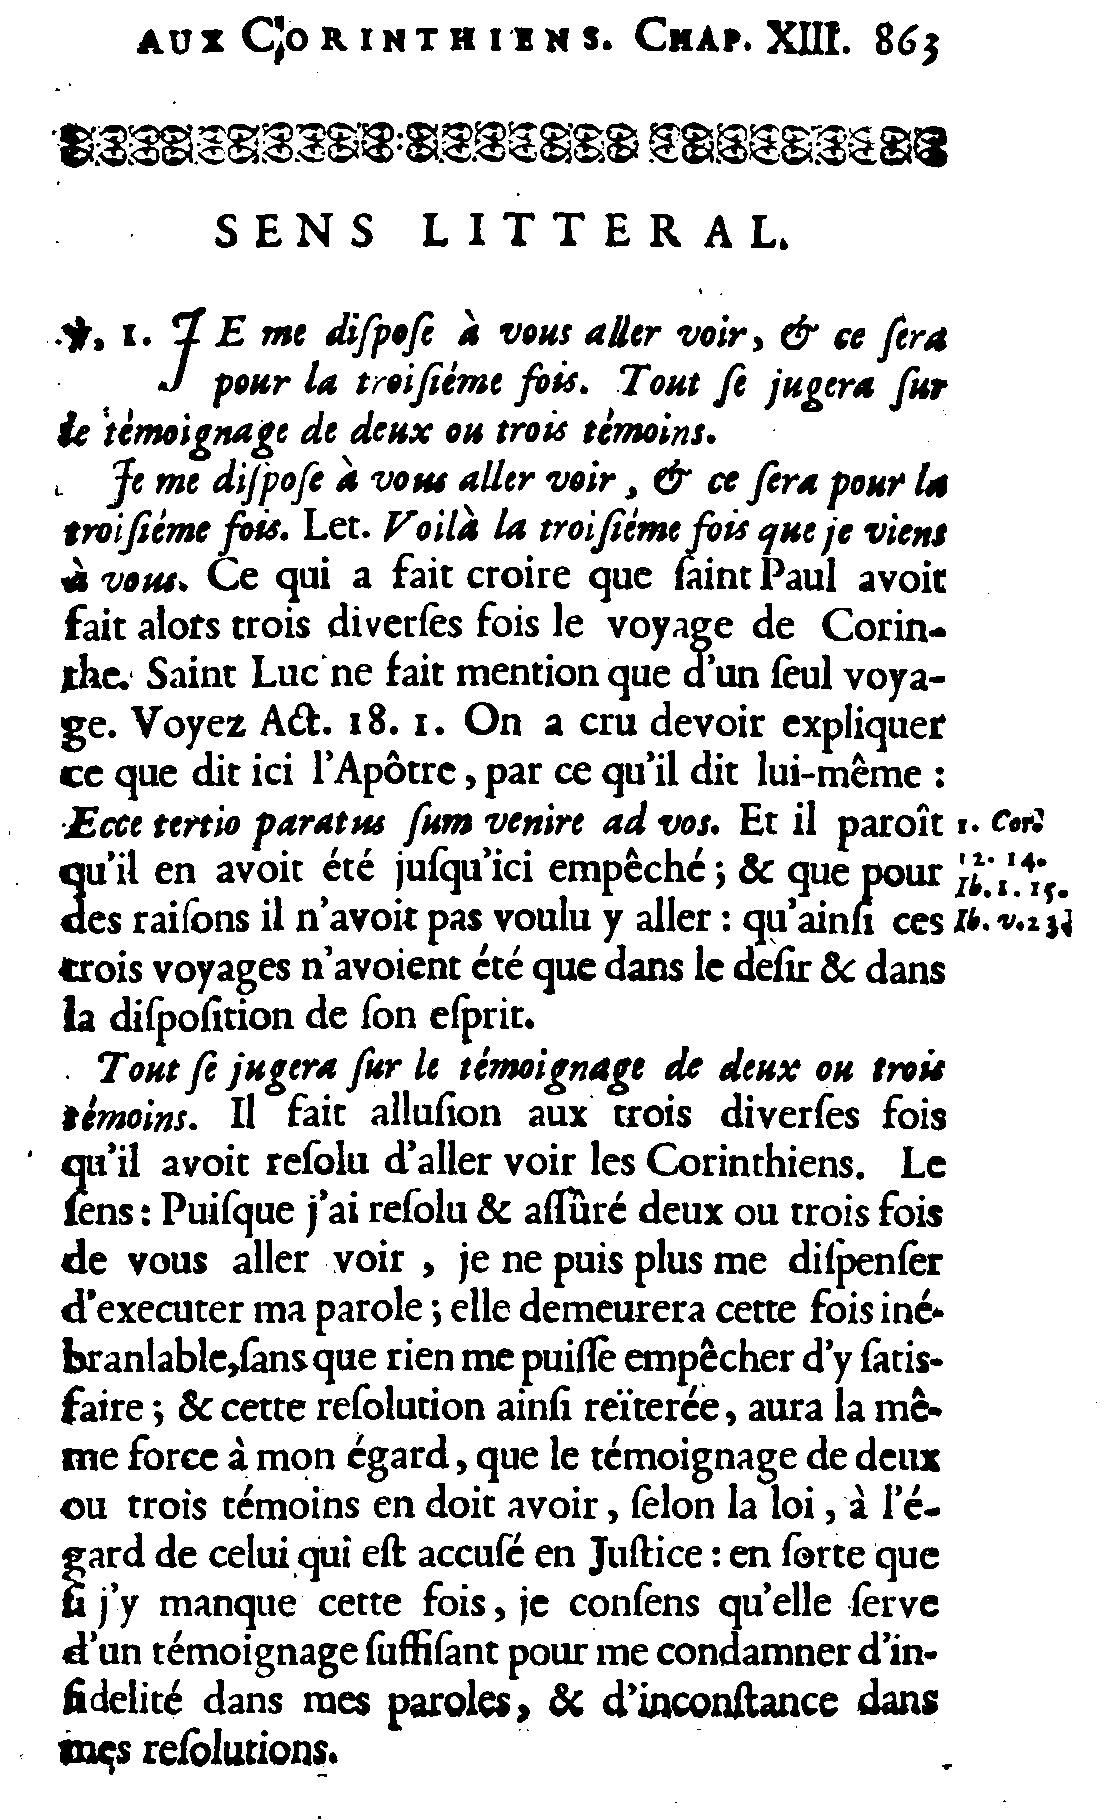 AUX CORINTHIENS. CHAP. XIII. 863
SENS LITTERAL.
℣. 1. JE me diſpoſe à vous aller voir, & ce ſera
pour la troiſiéme fois. Tout ſe jugera ſur
le témoignage de deux ou trois témoins.
Je me diſpoſe à vous aller voir, & ce ſera pour la
troiſiéme fois. Let. Voilà la troiſiéme fois que je viens
à vous. Ce qui a fait croire que ſaint Paul avoit
fait alors trois diverſes fois le voyage de Corin-
the. Saint Luc ne fait mention que d'un ſeul voya-
ge. Voyez Act. 18. 1. On a cru devoir expliquer
ce que dit ici l'Apôtre, par ce qu'il dit lui-même :
Ecce tertio paratus ſum venire ad vos. Et il paroît
qu'il en avoit été juſqu'ici empêché ; & que pour
des raiſons il n'avoit pas voulu y aller : qu'ainſi ces
trois voyages n'avoient été que dans le deſir & dans
la diſpoſition de ſon eſprit.
Tout ſe jugera ſur le témoignage de deux ou trois
témoins. Il fait alluſion aux trois diverſes fois
qu'il avoit reſolu d'aller voir les Corinthiens. Le
ſens : Puiſque j'ai reſolu & aſſûré deux ou trois fois
de vous aller voir, je ne puis plus me diſpenſer
d'executer ma parole ; elle demeurera cette fois iné-
branlable, ſans que rien me puiſſe empêcher d'y ſatis-
faire ; & cette reſolution ainſi reïterée, aura la mê-
me force à mon égard, que le témoignage de deux
ou trois témoins en doit avoir, ſelon la loi, à l'é-
gard de celui qui eſt accuſé en Juſtice : en ſorte que
ſi j'y manque cette fois, je conſens qu'elle ſerve
d'un témoignage ſuffiſant pour me condamner d'in-
fidelité dans mes paroles, & d'inconſtance dans
mes reſolutions.
1. Cor.
12. 14.
Ib. 1. 15.
Ib. v. 23.